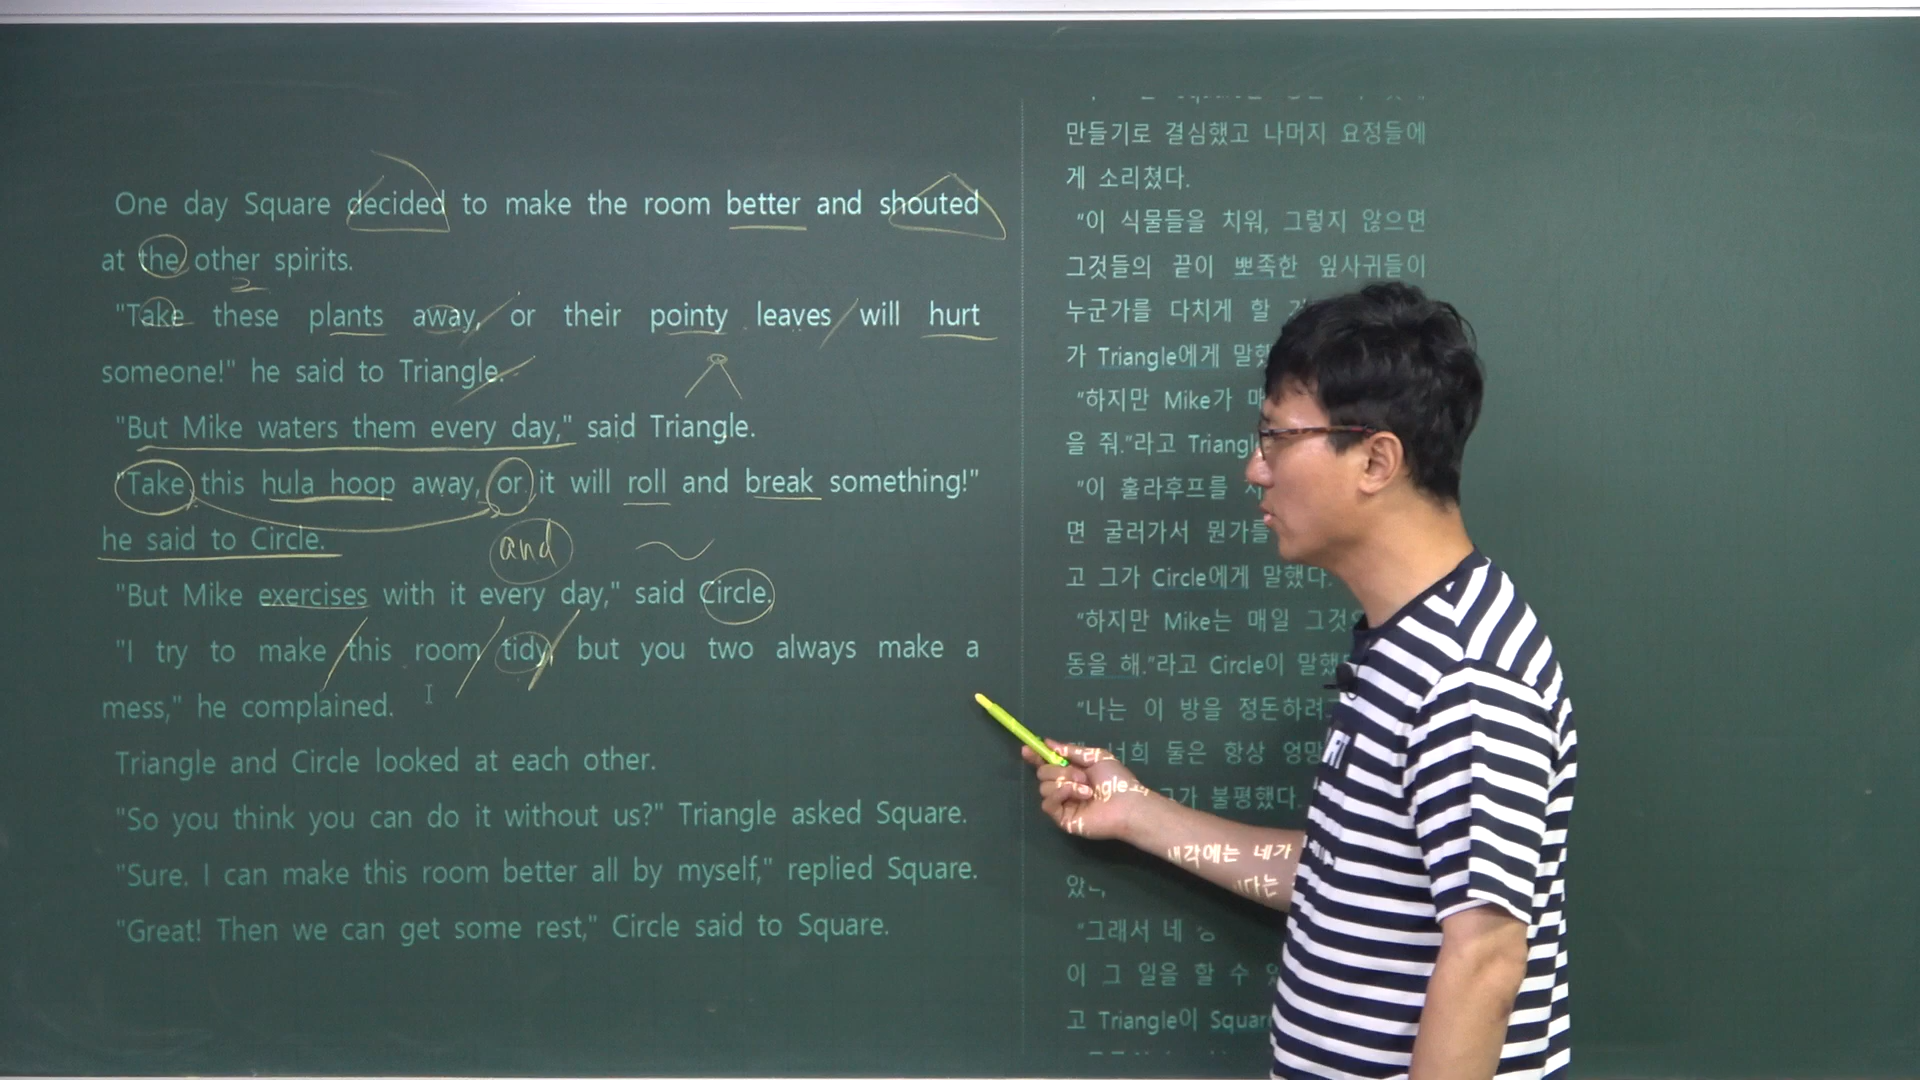 One day Square decided to make the room better and shouted
at the other spirits.
"Take these plants away, or their pointy leaves will hurt
someone!" he said to Triangle.
"But Mike waters them every day," said Triangle.
"Take this hula hoop away, or it will roll and break something!"
he said to Circle.
and
"But Mike exercises with it every day," said Circle.
"I try to make this room tidy, but you two always make a
mess," he complained.
Triangle and Circle looked at each other.
"So you think you can do it without us?" Triangle asked Square.
"Sure. I can make this room better all by myself," replied Square.
"Great! Then we can get some rest," Circle said to Square.
만들기로 결심했고 나머지 요정들에
게 소리쳤다.
"이 식물들을 치워, 그렇지 않으면
그것들의 끝이 뾰족한 잎사귀들이
누군가를 다치게 할
가 Triangle에게
"하지만 Mike가
을 줘."라고
"이 훌라후프를
면 굴러가서 뭔가를
고 그가 Circle에게 말했다.
"하지만 Mike는 매일
동을 해."라고 Circle이
"나는 이 방을
너희 둘은 항상
그가 불평했다.
생각에는 네가
"그래서 네
이 그 일을 할 수
고 Triangle이